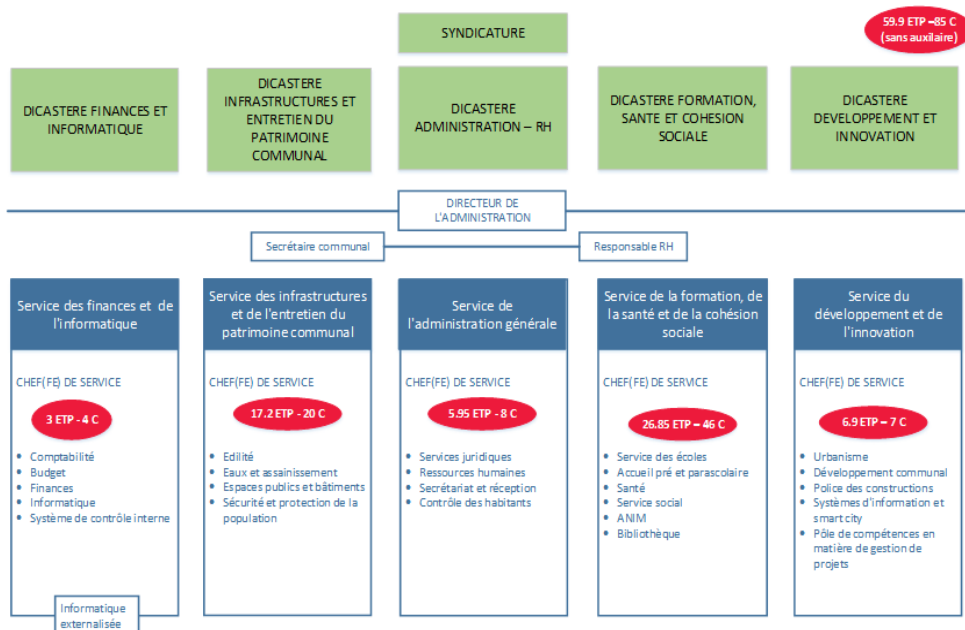 SYNDICATURE
59.9 ETP –85 C
(sans auxilaire)
DICASTERE FINANCES ET
INFORMATIQUE
DICASTERE
INFRASTRUCTURES ET
ENTRETIEN DU
PATRIMOINE
COMMUNAL
DICASTERE
ADMINISTRATION – RH
DICASTERE FORMATION,
SANTE ET COHESION
SOCIALE
DICASTERE
DEVELOPPEMENT ET
INNOVATION
DIRECTEUR DE
L'ADMINISTRATION
Secrétaire communal
Responsable RH
Service des finances et de
l'informatique
CHEF(FE) DE SERVICE
3 ETP - 4 C
• Comptabilité
• Budget
• Finances
• Informatique
• Système de contrôle interne
Informatique
externalisée
Service des infrastructures
et de l'entretien du
patrimoine communal
CHEF(FE) DE SERVICE
17.2 ETP - 20 C
• Edilité
• Eaux et assainissement
• Espaces publics et bâtiments
• Sécurité et protection de la
population
Service de
l'administration générale
CHEF(FE) DE SERVICE
5.95 ETP - 8 C
• Services juridiques
• Ressources humaines
• Secrétariat et réception
• Contrôle des habitants
Service de la formation, de
la santé et de la cohésion
sociale
CHEF(FE) DE SERVICE
26.85 ETP – 46 C
• Service des écoles
• Accueil pré et parascolaire
• Santé
• Service social
• ANIM
• Bibliothèque
Service du
développement et de
l'innovation
CHEF(FE) DE SERVICE
6.9 ETP – 7 C
• Urbanisme
• Développement communal
• Police des constructions
• Systèmes d'information et
smart city
• Pôle de compétences en
matière de gestion de
projets